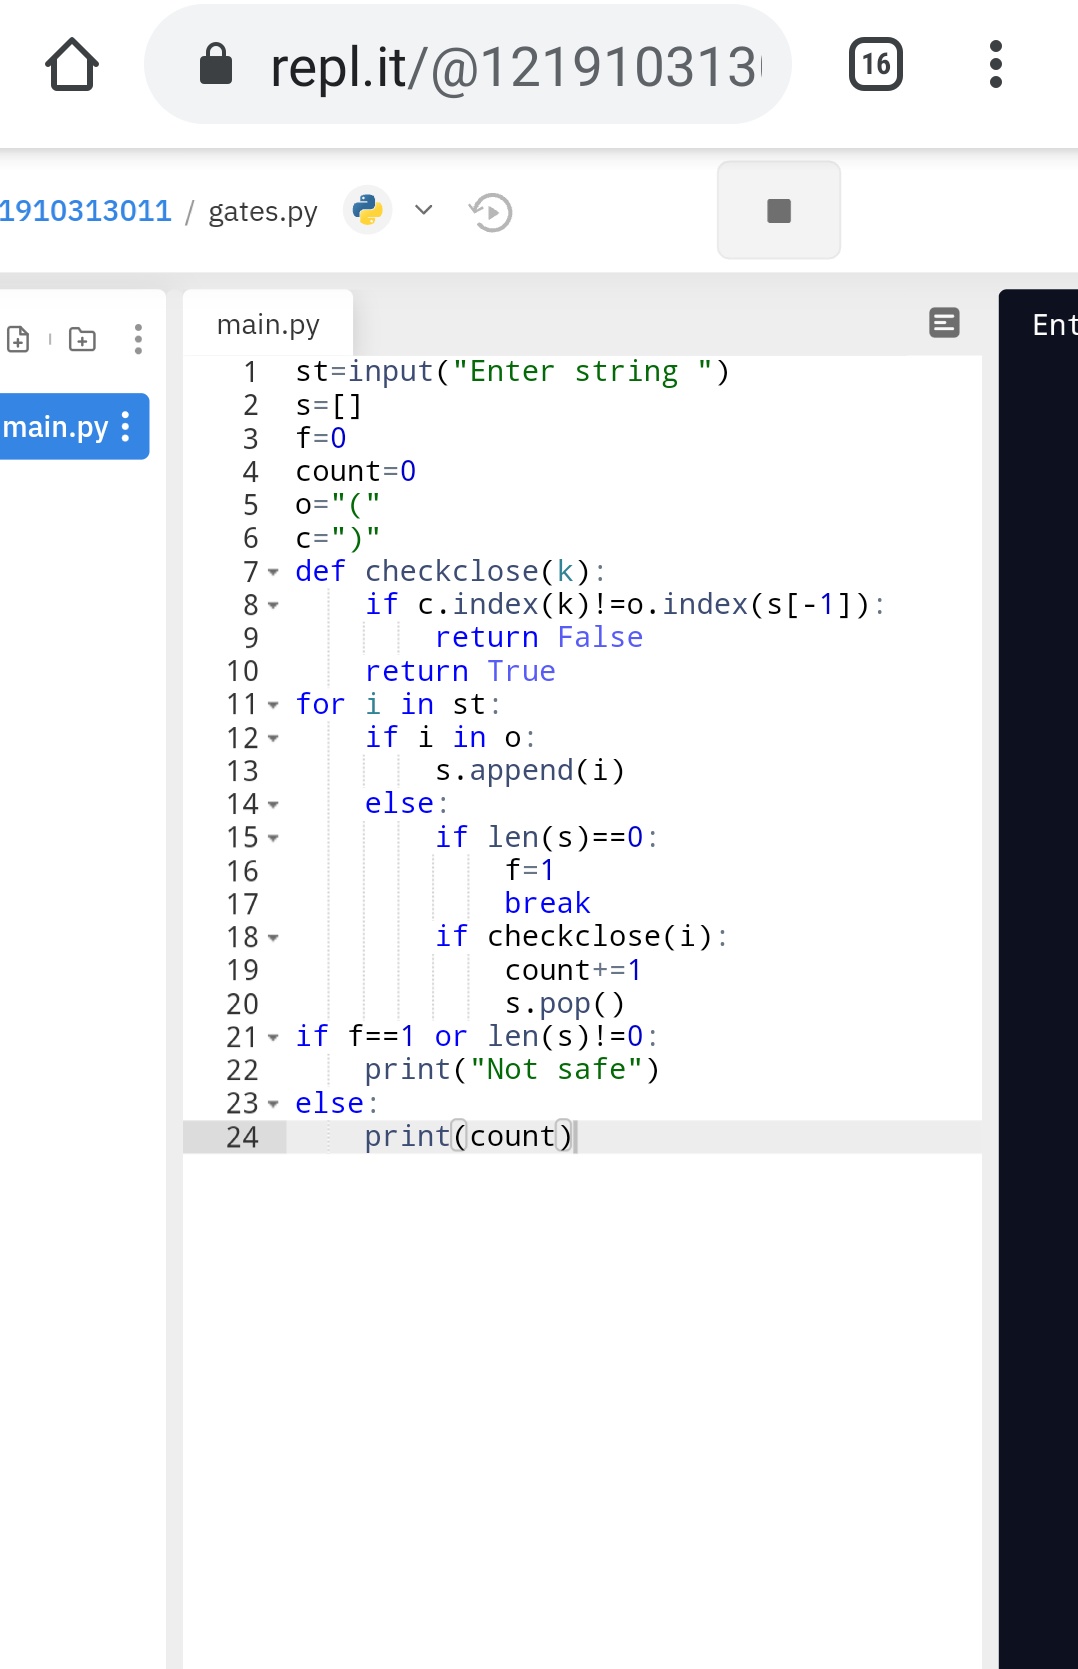 repl.it/@121910313
16
1910313011 / gates.py
main.py
Ent
main.py
1 st=input("Enter string ")
2 s=[]
3 f=0
4 count=0
5 o="("
6 c=")"
7 def checkclose(k):
8     if c.index(k)!=o.index(s[-1]):
9         return False
10     return True
11 for i in st:
12     if i in o:
13         s.append(i)
14     else:
15         if len(s)==0:
16             f=1
17             break
18         if checkclose(i):
19             count+=1
20             s.pop()
21 if f==1 or len(s)!=0:
22     print("Not safe")
23 else:
24     print(count)